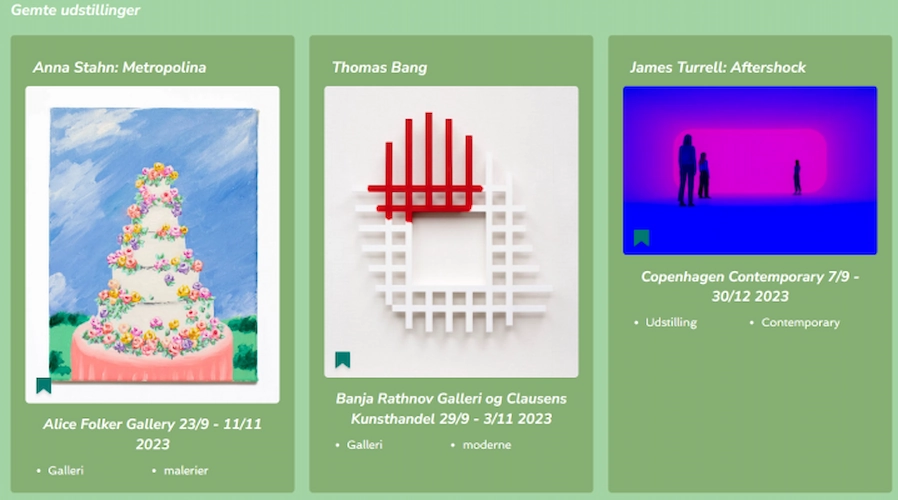 Gemte udstillinger
Anna Stahn: Metropolina
Alice Folker Gallery 23/9 - 11/11
2023
• Galleri
• malerier
Thomas Bang
Banja Rathnov Galleri og Clausens
Kunsthandel 29/9 - 3/11 2023
• Galleri
• moderne
James Turrell: Aftershock
Copenhagen Contemporary 7/9 -
30/12 2023
• Udstilling
• Contemporary